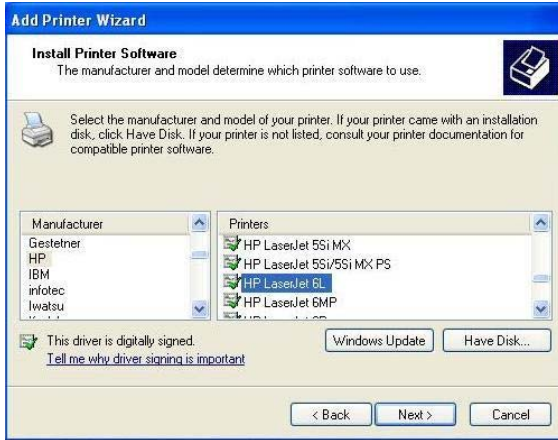 Add Printer Wizard
Install Printer Software
The manufacturer and model determine which printer software to use.
Select the manufacturer and model of your printer. If your printer came with an installation
disk, click Have Disk. If your printer is not listed, consult your printer documentation for
compatible printer software.
Manufacturer
Gestetner
HP
IBM
infotec
Iwatsu
Printers
HP LaserJet 5Si MX
HP LaserJet 5Si/5Si MX PS
HP LaserJet 6L
HP LaserJet 6MP
This driver is digitally signed.
Tell me why driver signing is important
Windows Update
Have Disk...
< Back
Next >
Cancel